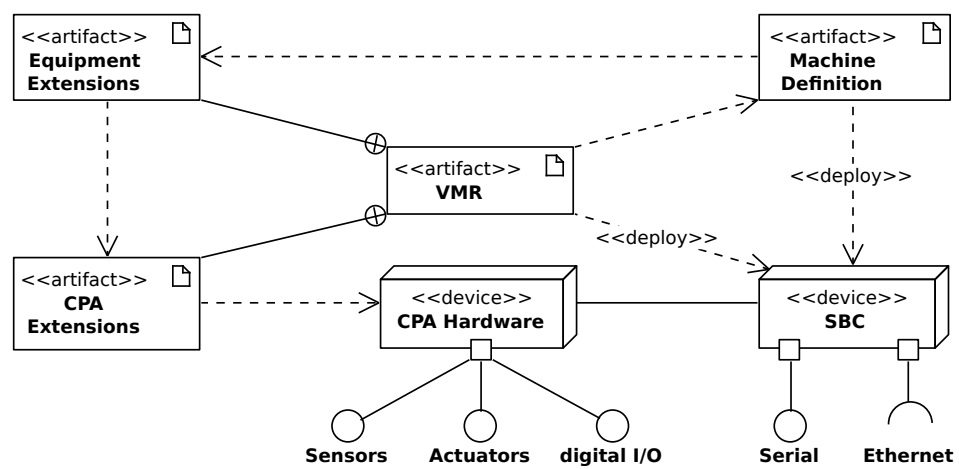 <<artifact>>
Equipment
Extensions
<<artifact>>
Machine
Definition
<<artifact>>
VMR
<<deploy>>
<<deploy>>
<<artifact>>
CPA
Extensions
<<device>>
CPA Hardware
<<device>>
SBC
Sensors
Actuators
digital I/O
Serial
Ethernet